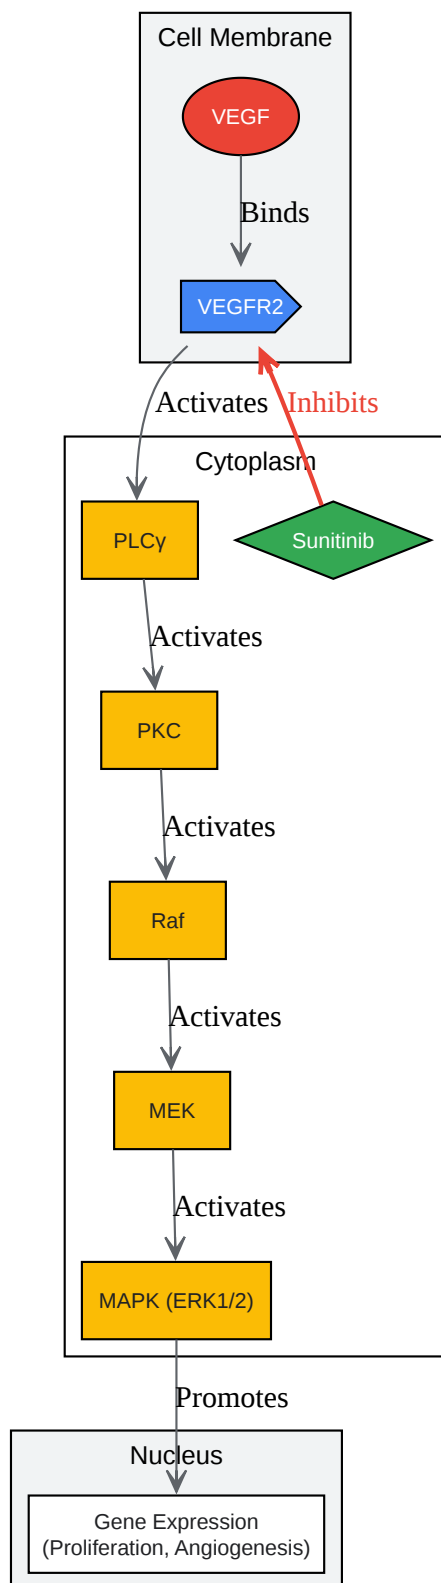 Cell Membrane
VEGF
Binds
VEGFR2
Activates
Inhibits
Cytoplasm
PLCγ
Sunitinib
Activates
PKC
Activates
Raf
Activates
MEK
Activates
MAPK (ERK1/2)
Promotes
Nucleus
Gene Expression
(Proliferation, Angiogenesis)